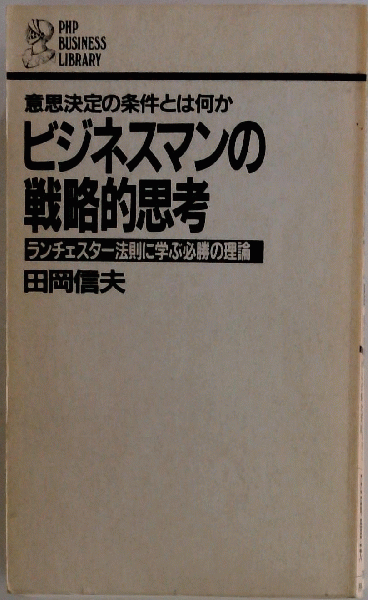 PHP
BUSINESS
LIBRARY
意思決定の条件とは何か
ビジネスマンの
戦略的思考
ランチェスター法則に学ぶ必勝の理論
田岡信夫